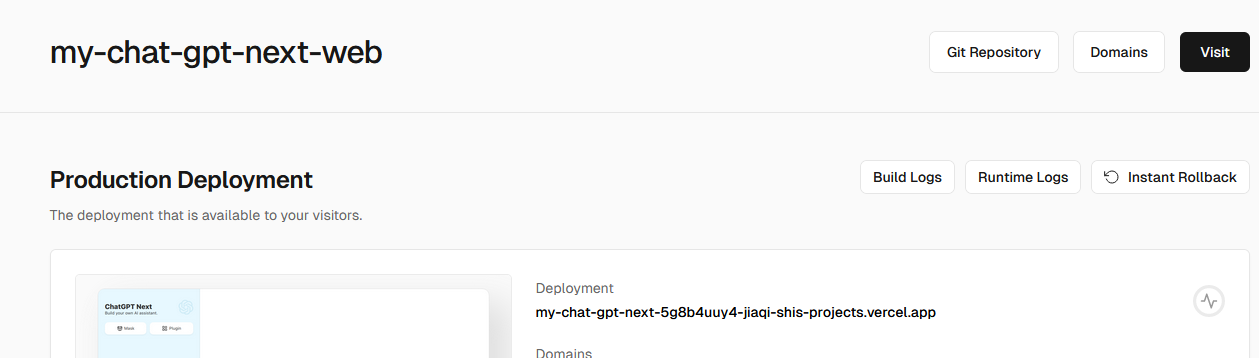 my-chat-gpt-next-web
Git Repository
Domains
Visit
Production Deployment
Build Logs
Runtime Logs
Instant Rollback
The deployment that is available to your visitors.
ChatGPT Next
Build your own AI assistant.
Mask
Plugin
Deployment
my-chat-gpt-next-5g8b4uuy4-jiaqi-shis-projects.vercel.app
Domains